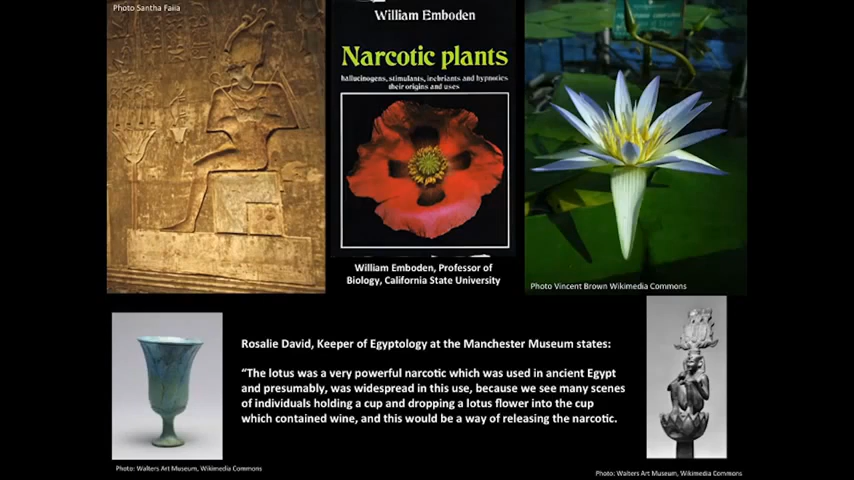 Photo Santha Faiia
William Emboden
Narcotic plants
hallucinogens, stimulants, inebriants and hypnotics
their origins and uses
William Emboden, Professor of
Biology, California State University
Photo Vincent Brown Wikimedia Commons
Rosalie David, Keeper of Egyptology at the Manchester Museum states:
“The lotus was a very powerful narcotic which was used in ancient Egypt
and presumably, was widespread in this use, because we see many scenes
of individuals holding a cup and dropping a lotus flower into the cup
which contained wine, and this would be a way of releasing the narcotic.
Photo: Walters Art Museum, Wikimedia Commons
Photo: Walters Art Museum, Wikimedia Commons